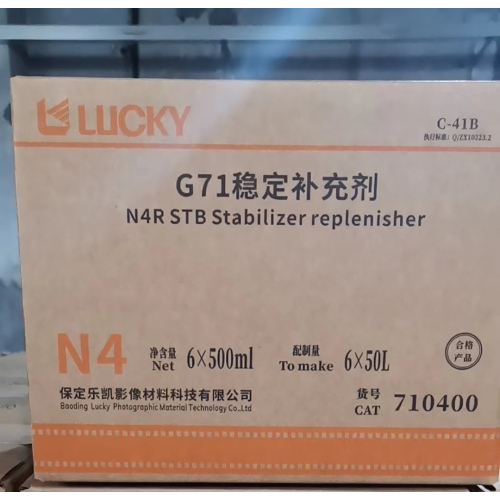 LUCKY
C-41B
执行标准: Q/ZX10323.2
G71稳定补充剂
N4R STB Stabilizer replenisher
N4
净含量
Net
6×500ml
配制量
To make
6×50L
合格
产品
保定乐凯影像材料科技有限公司
Baoding Lucky Photographic Material Technology Co.,Ltd
货号
CAT
710400